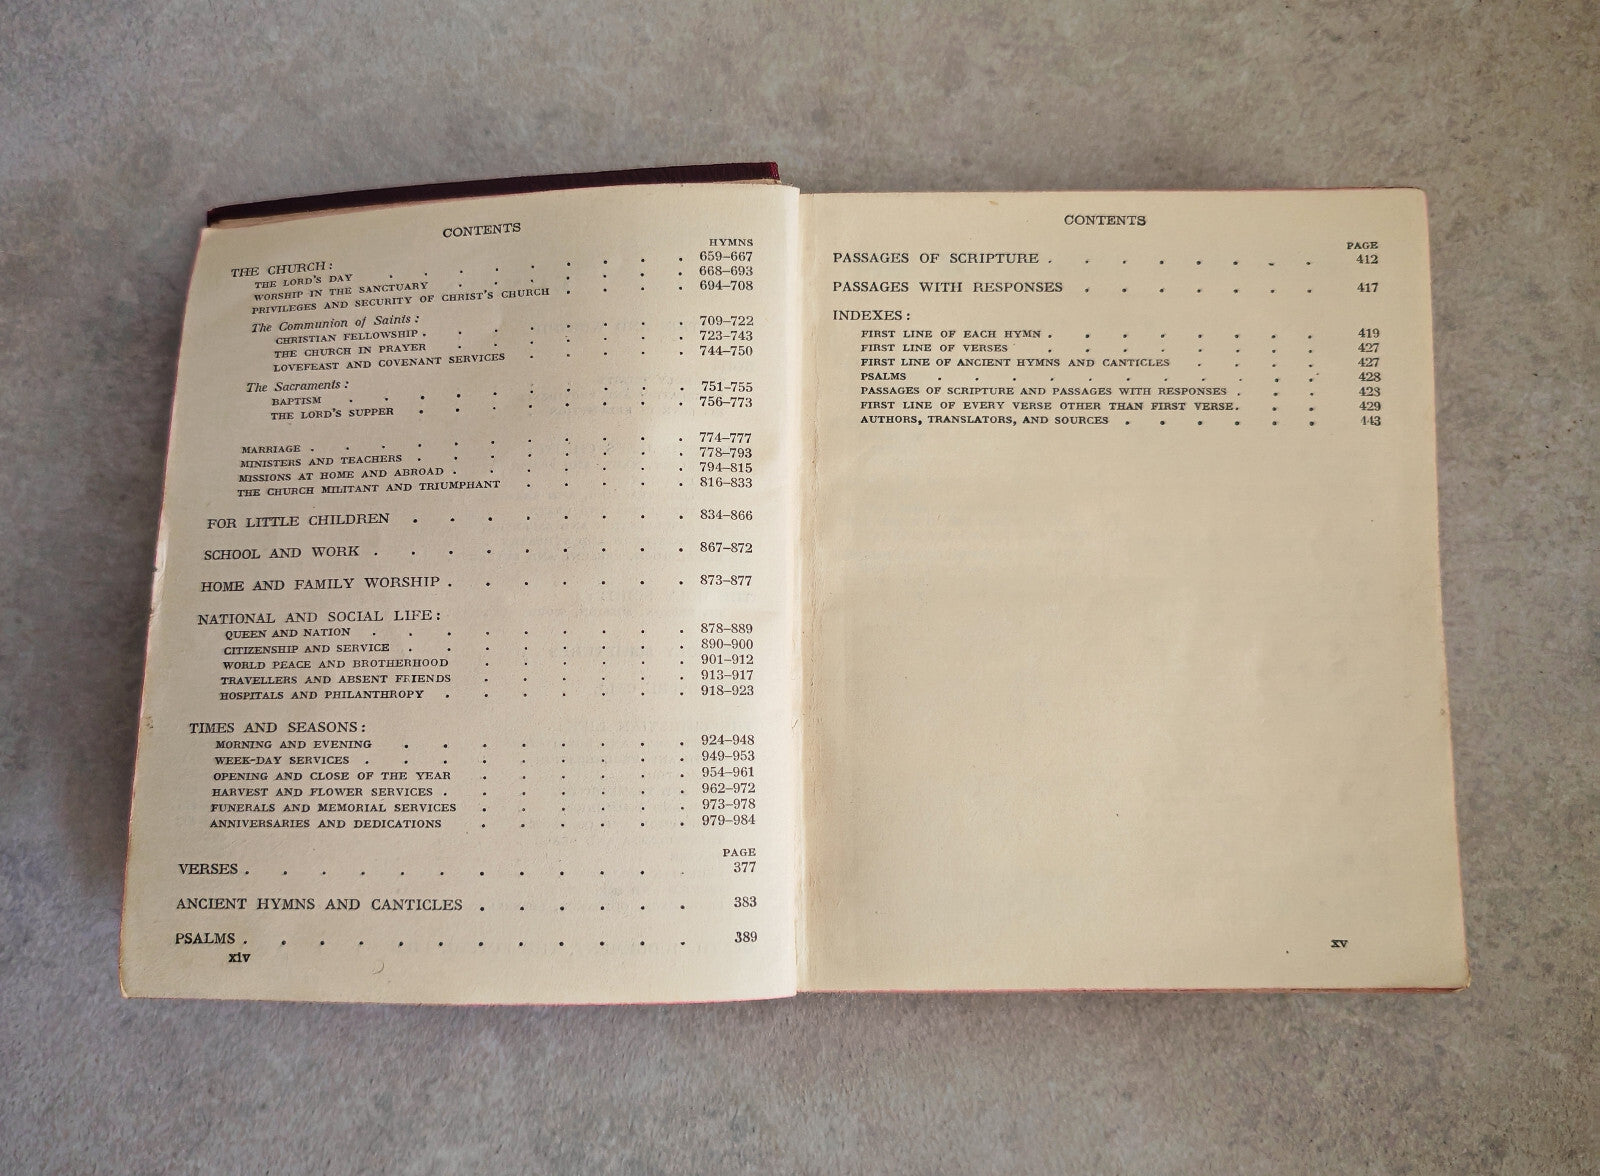 CONTENTS
HYMNS
THE CHURCH:
THE LORD'S DAY . . . . . . . . . 659–667
WORSHIP IN THE SANCTUARY . . . . . . . 668–693
PRIVILEGES AND SECURITY OF CHRIST'S CHURCH . . . . 694–708
The Communion of Saints:
CHRISTIAN FELLOWSHIP . . . . . . . . 709–722
THE CHURCH IN PRAYER . . . . . . . 723–743
LOVEFEAST AND COVENANT SERVICES . . . . . 744–750
The Sacraments:
BAPTISM . . . . . . . . . . 751–755
THE LORD'S SUPPER . . . . . . . . 756–773
MARRIAGE . . . . . . . . . . . 774–777
MINISTERS AND TEACHERS . . . . . . . . 778–793
MISSIONS AT HOME AND ABROAD . . . . . . . 794–815
THE CHURCH MILITANT AND TRIUMPHANT . . . . . 816–833
FOR LITTLE CHILDREN . . . . . . . . 834–866
SCHOOL AND WORK . . . . . . . . . 867–872
HOME AND FAMILY WORSHIP . . . . . . . 873–877
NATIONAL AND SOCIAL LIFE:
QUEEN AND NATION . . . . . . . . . 878–889
CITIZENSHIP AND SERVICE . . . . . . . . 890–900
WORLD PEACE AND BROTHERHOOD . . . . . . 901–912
TRAVELLERS AND ABSENT FRIENDS . . . . . . 913–917
HOSPITALS AND PHILANTHROPY . . . . . . . 918–923
TIMES AND SEASONS:
MORNING AND EVENING . . . . . . . . 924–948
WEEK-DAY SERVICES . . . . . . . . . 949–953
OPENING AND CLOSE OF THE YEAR . . . . . . 954–961
HARVEST AND FLOWER SERVICES . . . . . . . 962–972
FUNERALS AND MEMORIAL SERVICES . . . . . . 973–978
ANNIVERSARIES AND DEDICATIONS . . . . . . 979–984
PAGE
VERSES . . . . . . . . . . . . 377
ANCIENT HYMNS AND CANTICLES . . . . . . 383
PSALMS . . . . . . . . . . . . 389
xiv
CONTENTS
PAGE
PASSAGES OF SCRIPTURE . . . . . . . . 412
PASSAGES WITH RESPONSES . . . . . . . 417
INDEXES:
FIRST LINE OF EACH HYMN . . . . . . . . 419
FIRST LINE OF VERSES . . . . . . . . 427
FIRST LINE OF ANCIENT HYMNS AND CANTICLES . . . . 427
PSALMS . . . . . . . . . . . 428
PASSAGES OF SCRIPTURE AND PASSAGES WITH RESPONSES . . . 428
FIRST LINE OF EVERY VERSE OTHER THAN FIRST VERSE . . . 429
AUTHORS, TRANSLATORS, AND SOURCES . . . . . . 443
xv